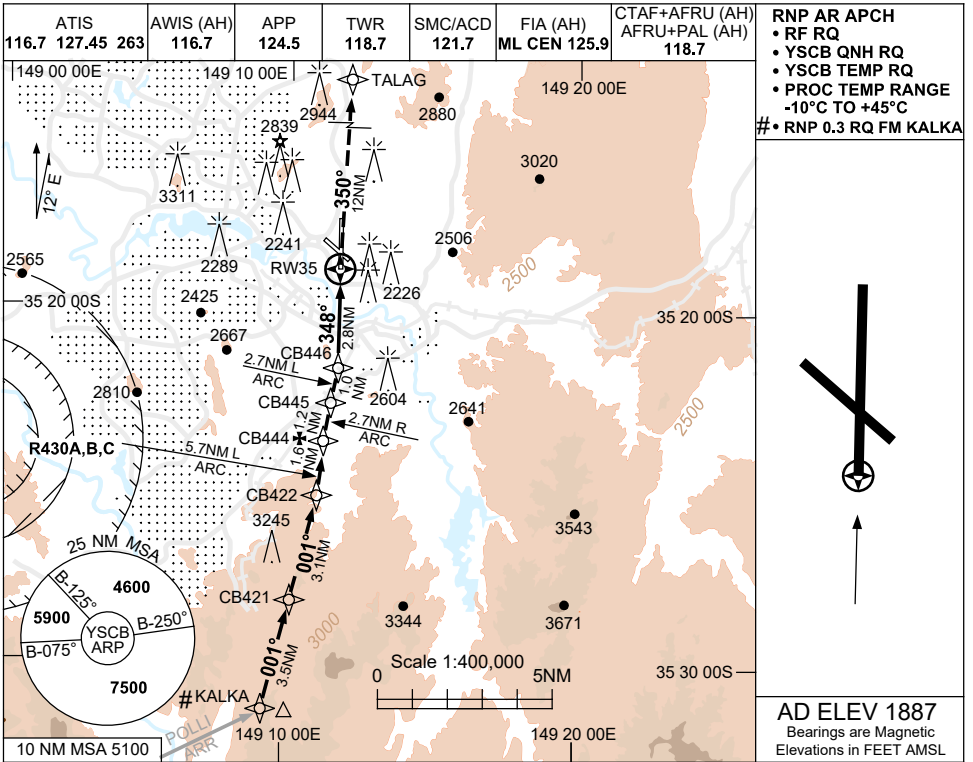 ATIS
116.7 127.45 263
AWIS (AH)
116.7
APP
124.5
TWR
118.7
SMC/ACD
121.7
FIA (AH)
ML CEN 125.9
CTAF+AFRU (AH)
AFRU+PAL (AH)
118.7
RNP AR APCH
• RF RQ
• YSCB QNH RQ
• YSCB TEMP RQ
• PROC TEMP RANGE
-10°C TO +45°C
#• RNP 0.3 RQ FM KALKA
149 00 00E
149 10 00E
149 20 00E
TALAG
2944
2880
2839
3020
3311
12° E
350°
12NM
2241
2289
2506
2565
RW35
2226
2500
35 20 00S
35 20 00S
2425
348°
2.8NM
2667
CB446
2.7NM L
ARC
1.0
NM
2604
CB445
2810
2641
2500
1.2
NM
2.7NM R
ARC
CB444
R430A,B,C
5.7NM L
ARC
1.6
NM
CB422
3245
3543
25 NM MSA
001°
3.1NM
B-125°
4600
CB421
5900
B-250°
3344
3671
YSCB
ARP
3000
B-075°
001°
3.5NM
Scale 1:400,000
0
5NM
35 30 00S
7500
#KALKA
POLLI
ARR
149 10 00E
149 20 00E
10 NM MSA 5100
AD ELEV 1887
Bearings are Magnetic
Elevations in FEET AMSL